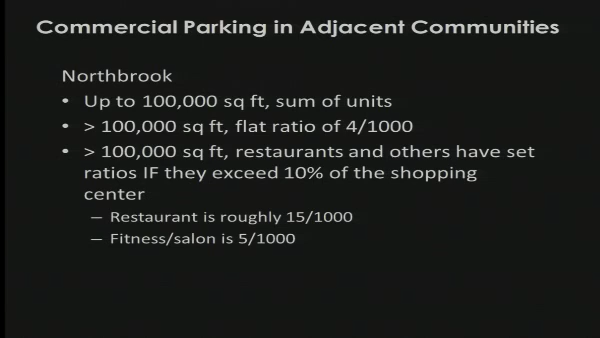 Commercial Parking in Adjacent Communities
Northbrook
• Up to 100,000 sq ft, sum of units
• > 100,000 sq ft, flat ratio of 4/1000
• > 100,000 sq ft, restaurants and others have set
ratios IF they exceed 10% of the shopping
center
– Restaurant is roughly 15/1000
– Fitness/salon is 5/1000